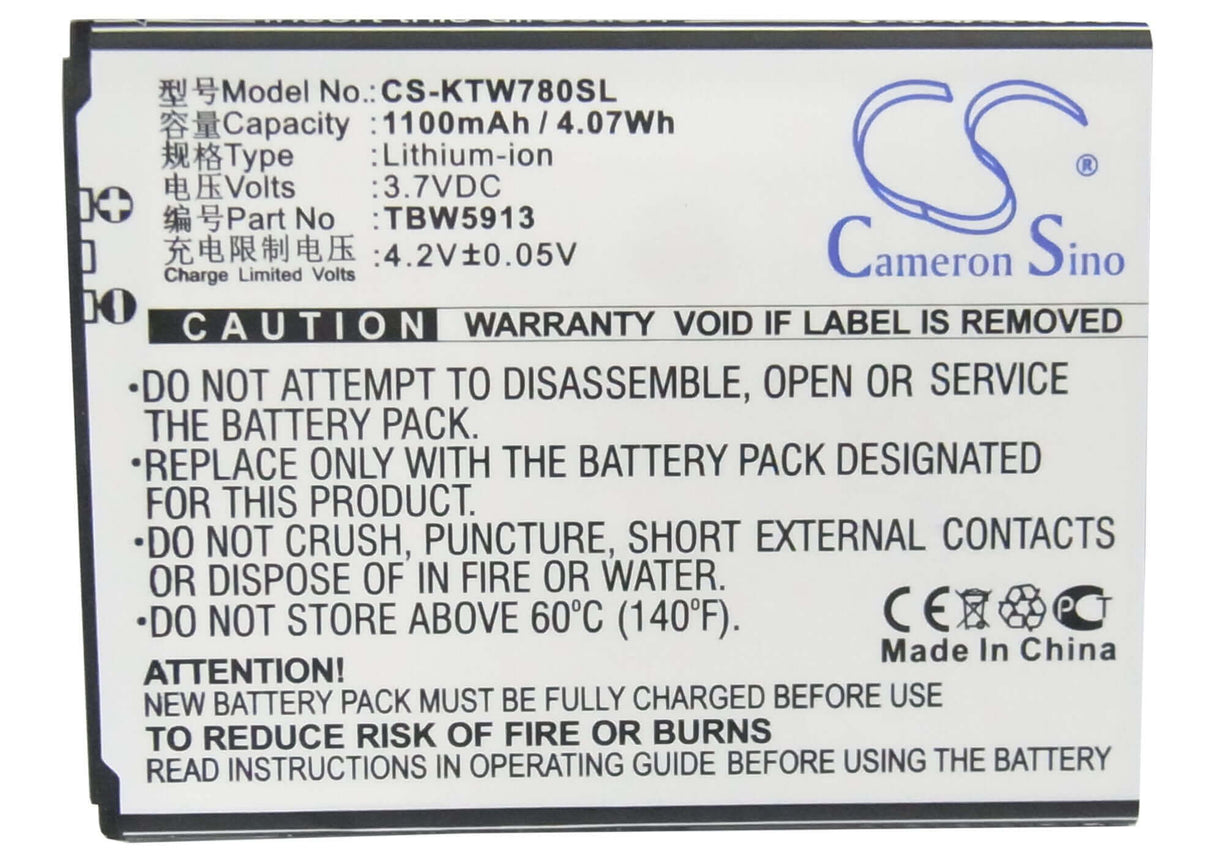 型号Model No.:CS-KTW780SL
容量Capacity :1100mAh / 4.07Wh
规格Type :Lithium-ion
电压Volts :3.7VDC
编号Part No :TBW5913
充电限制电压 :4.2V±0.05V
Charge Limited Volts
CS®
Cameron Sino
CAUTION WARRANTY VOID IF LABEL IS REMOVED
•DO NOT ATTEMPT TO DISASSEMBLE, OPEN OR SERVICE
THE BATTERY PACK.
•REPLACE ONLY WITH THE BATTERY PACK DESIGNATED
FOR THIS PRODUCT.
•DO NOT CRUSH, PUNCTURE, SHORT EXTERNAL CONTACTS
OR DISPOSE OF IN FIRE OR WATER.
•DO NOT STORE ABOVE 60°C (140°F).
CE PCT
Made In China
ATTENTION!
NEW BATTERY PACK MUST BE FULLY CHARGED BEFORE USE
TO REDUCE RISK OF FIRE OR BURNS
READ INSTRUCTIONS IN OPERATING GUIDE BEFORE USING THE BATTERY